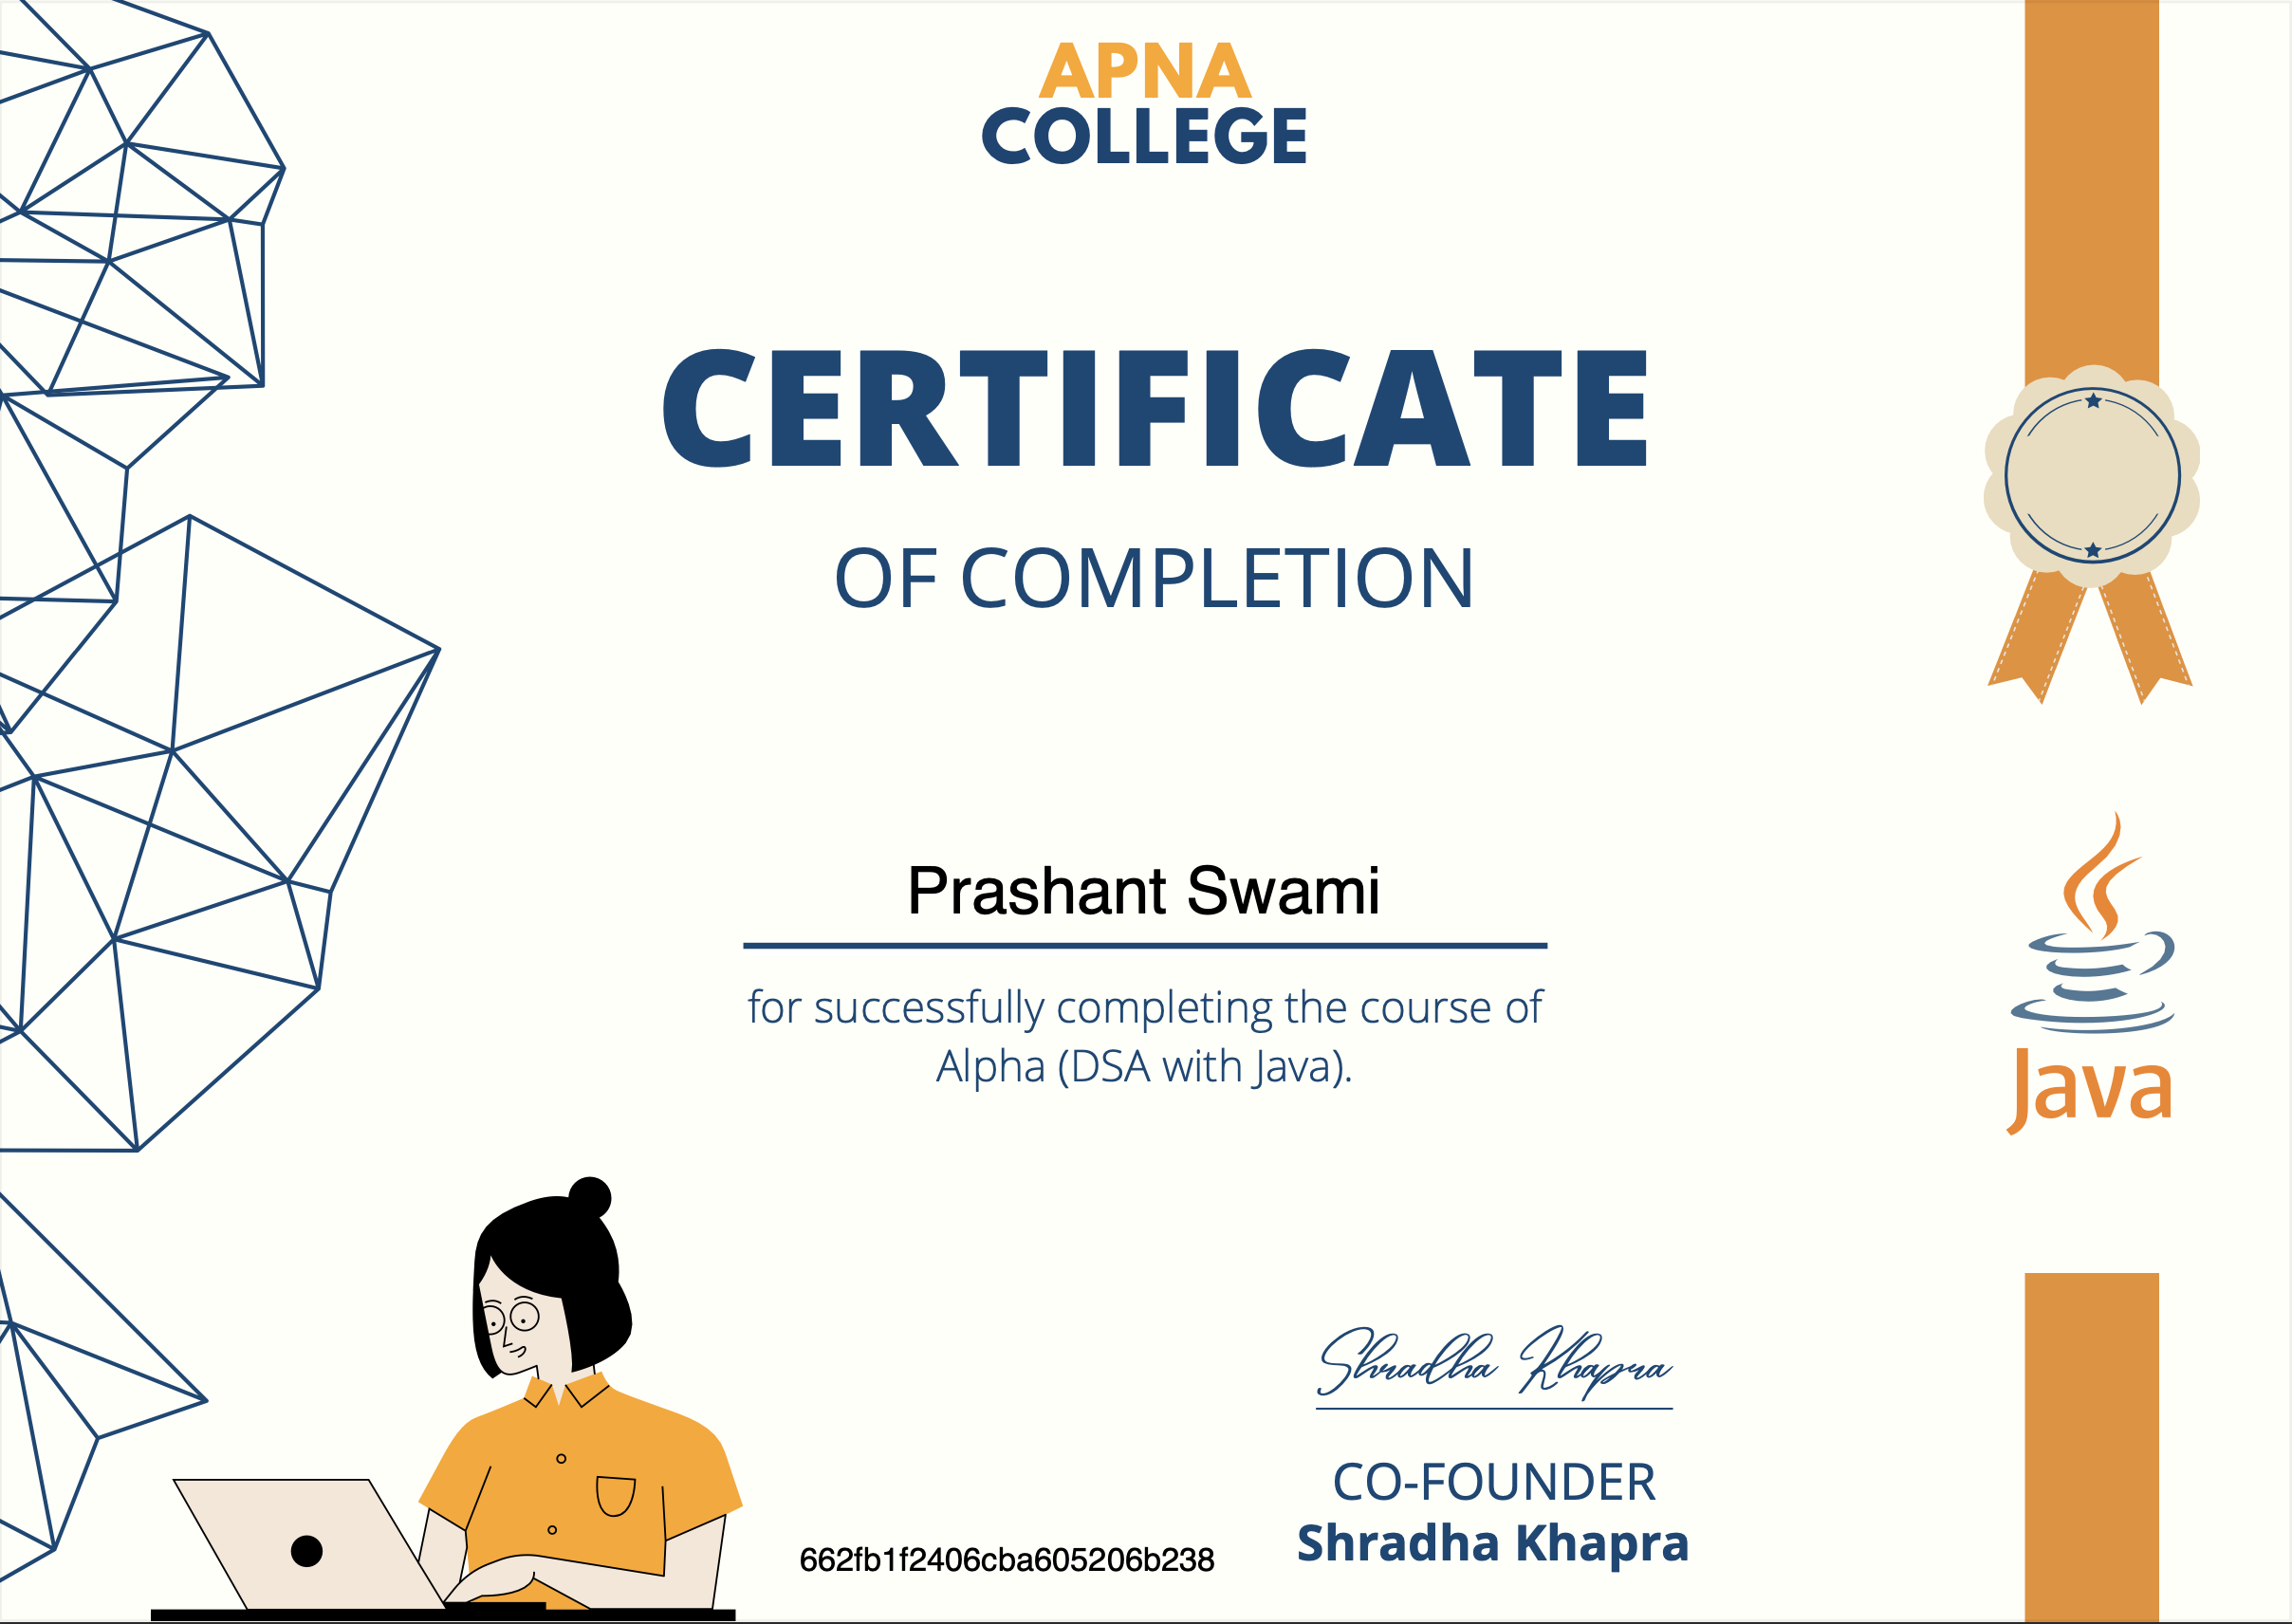 APNA
COLLEGE
CERTIFICATE
OF COMPLETION
Prashant Swami
for successfully completing the course of
Alpha (DSA with Java).
Java
Shradha Khapra
CO-FOUNDER
Shradha Khapra
662fb1f2406cba605206b238